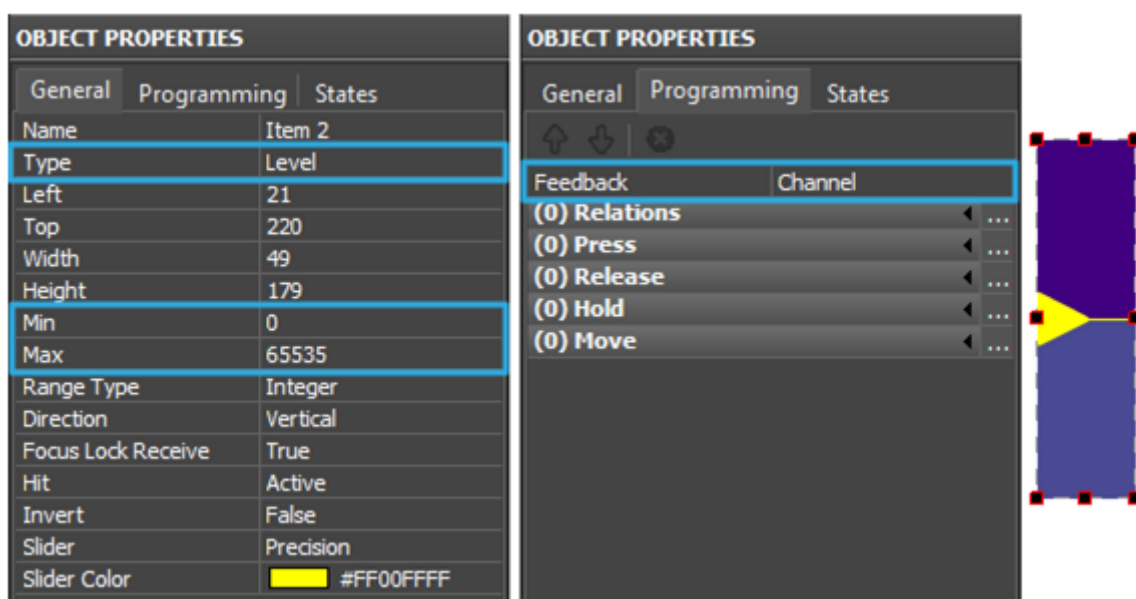 OBJECT PROPERTIES
General Programming States
Name Item 2
Type Level
Left 21
Top 220
Width 49
Height 179
Min 0
Max 65535
Range Type Integer
Direction Vertical
Focus Lock Receive True
Hit Active
Invert False
Slider Precision
Slider Color #FF00FFFF
OBJECT PROPERTIES
General Programming States
Feedback Channel
(0) Relations ...
(0) Press ...
(0) Release ...
(0) Hold ...
(0) Move ...